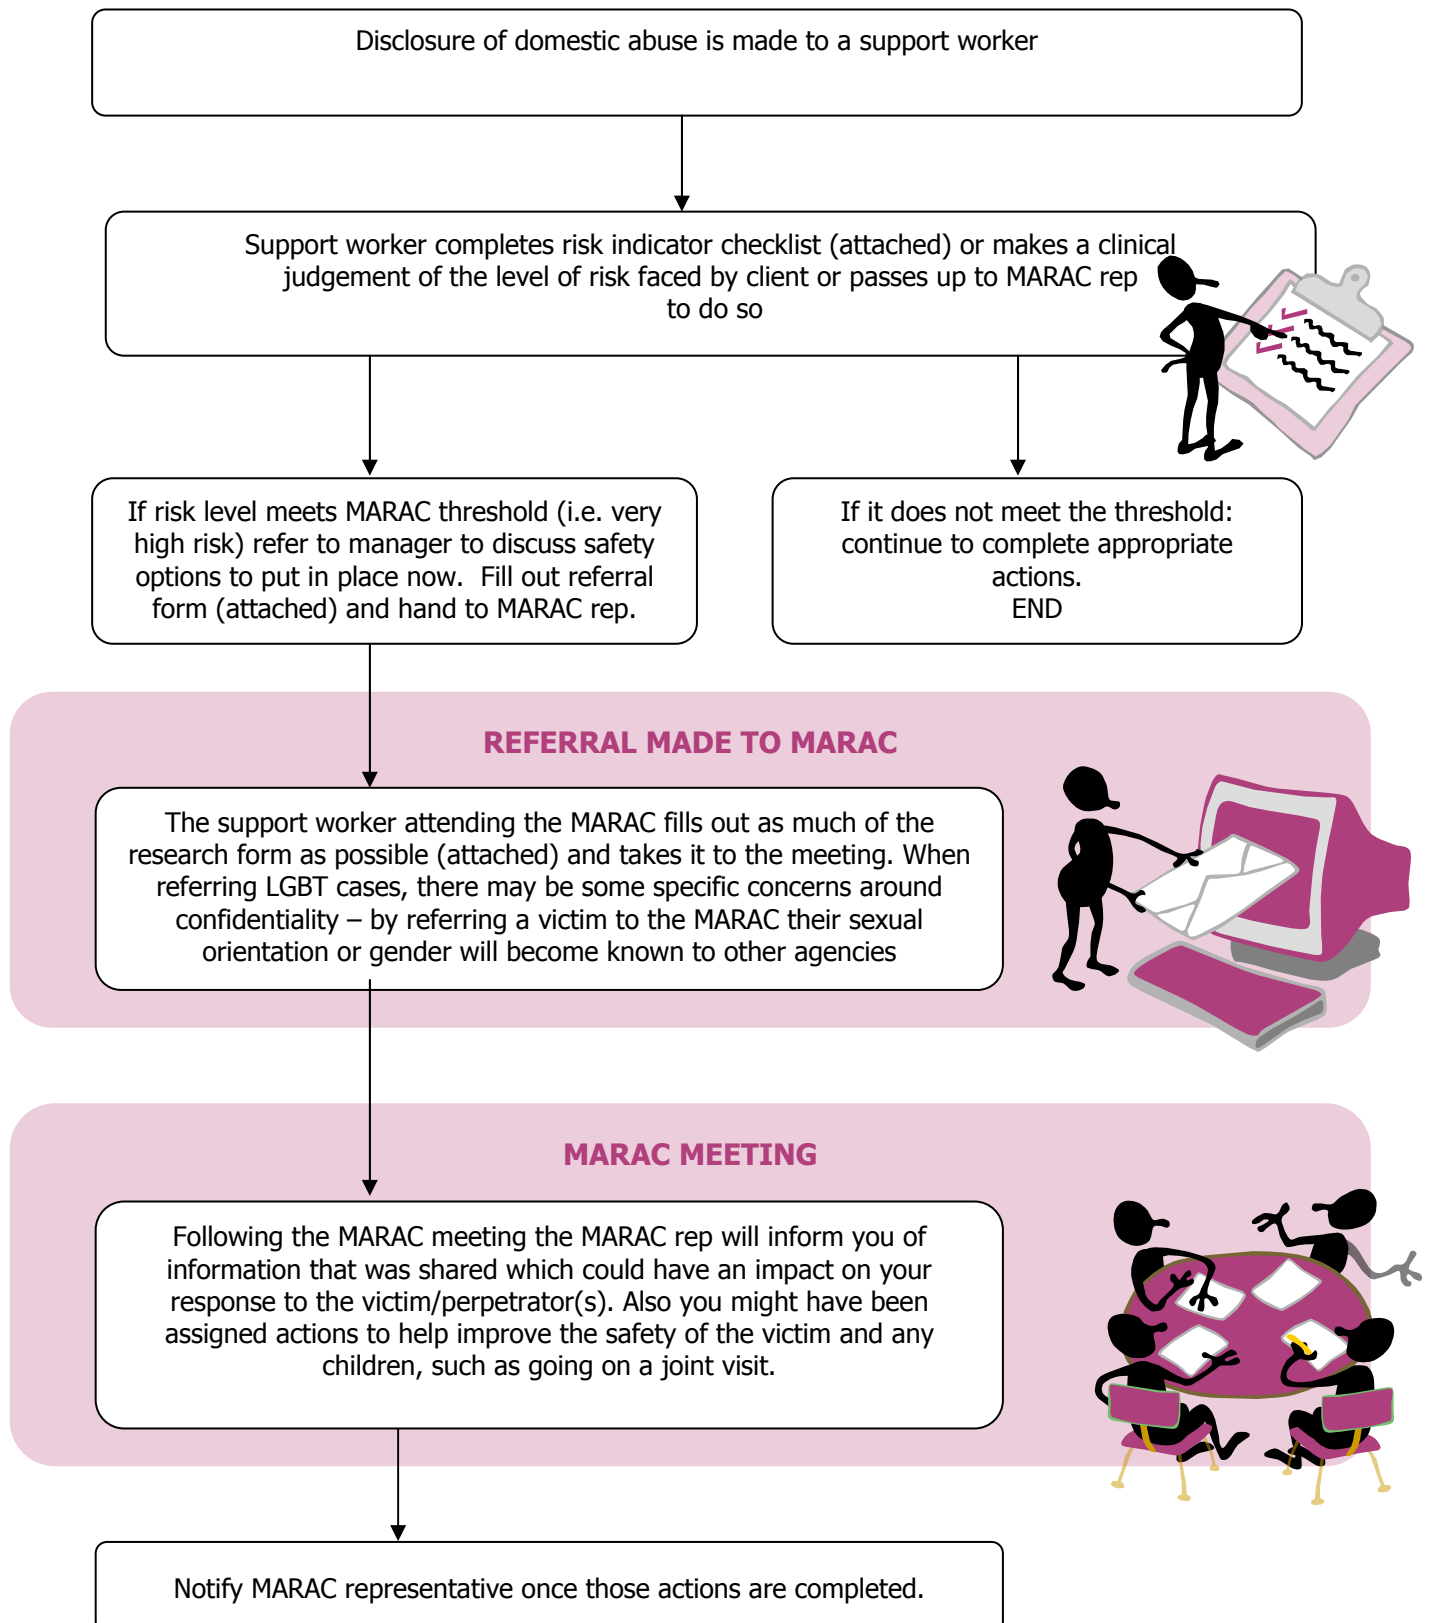 Disclosure of domestic abuse is made to a support worker
Support worker completes risk indicator checklist (attached) or makes a clinical
judgement of the level of risk faced by client or passes up to MARAC rep
to do so
If risk level meets MARAC threshold (i.e. very
high risk) refer to manager to discuss safety
options to put in place now.  Fill out referral
form (attached) and hand to MARAC rep.
If it does not meet the threshold:
continue to complete appropriate
actions.
END
REFERRAL MADE TO MARAC
The support worker attending the MARAC fills out as much of the
research form as possible (attached) and takes it to the meeting. When
referring LGBT cases, there may be some specific concerns around
confidentiality – by referring a victim to the MARAC their sexual
orientation or gender will become known to other agencies
MARAC MEETING
Following the MARAC meeting the MARAC rep will inform you of
information that was shared which could have an impact on your
response to the victim/perpetrator(s). Also you might have been
assigned actions to help improve the safety of the victim and any
children, such as going on a joint visit.
Notify MARAC representative once those actions are completed.